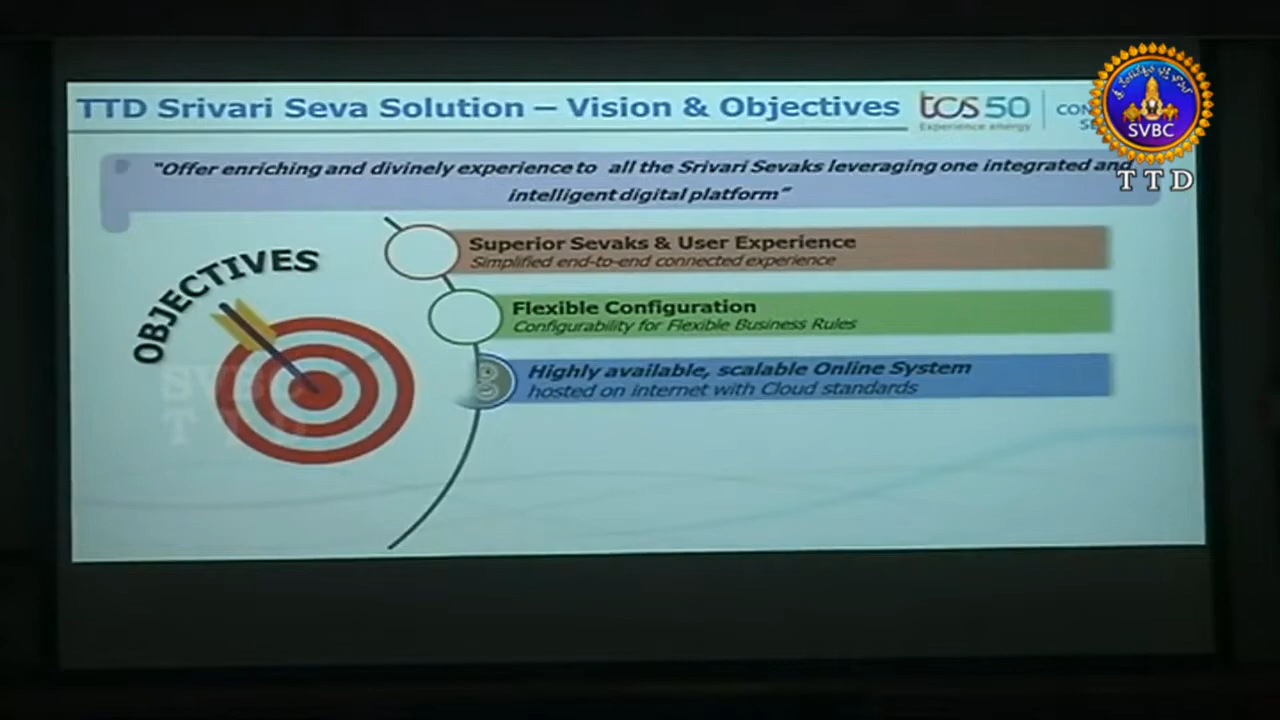 TTD Srivari Seva Solution – Vision & Objectives
tcs 50
Experience energy
"Offer enriching and divinely experience to all the Srivari Sevaks leveraging one integrated and
intelligent digital platform"
OBJECTIVES
Superior Sevaks & User Experience
Simplified end-to-end connected experience
Flexible Configuration
Configurability for Flexible Business Rules
Highly available, scalable Online System
hosted on internet with Cloud standards
SVBC
TTD
SVBC
TTD